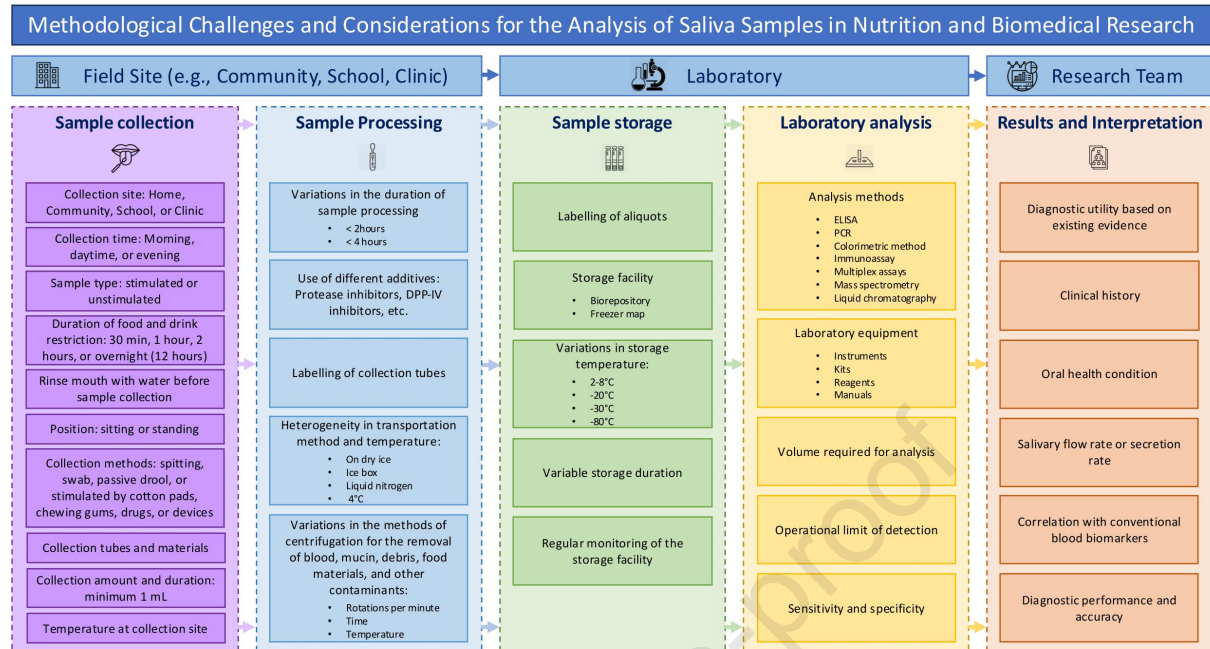 Methodological Challenges and Considerations for the Analysis of Saliva Samples in Nutrition and Biomedical Research
Field Site (e.g., Community, School, Clinic)
Laboratory
Research Team
Sample collection
Collection site: Home,
Community, School, or Clinic
Collection time: Morning,
daytime, or evening
Sample type: stimulated or
unstimulated
Duration of food and drink
restriction: 30 min, 1 hour, 2
hours, or overnight (12 hours)
Rinse mouth with water before
sample collection
Position: sitting or standing
Collection methods: spitting,
swab, passive drool, or
stimulated by cotton pads,
chewing gums, drugs, or devices
Collection tubes and materials
Collection amount and duration:
minimum 1 mL
Temperature at collection site
Sample Processing
Variations in the duration of
sample processing
• < 2hours
• < 4 hours
Use of different additives:
Protease inhibitors, DPP-IV
inhibitors, etc.
Labelling of collection tubes
Heterogeneity in transportation
method and temperature:
• On dry ice
• Ice box
• Liquid nitrogen
• 4°C
Variations in the methods of
centrifugation for the removal
of blood, mucin, debris, food
materials, and other
contaminants:
• Rotations per minute
• Time
• Temperature
Sample storage
Labelling of aliquots
Storage facility
• Biorepository
• Freezer map
Variations in storage
temperature:
• 2-8°C
• -20°C
• -30°C
• -80°C
Variable storage duration
Regular monitoring of the
storage facility
Laboratory analysis
Analysis methods
• ELISA
• PCR
• Colorimetric method
• Immunoassay
• Multiplex assays
• Mass spectrometry
• Liquid chromatography
Laboratory equipment
• Instruments
• Kits
• Reagents
• Manuals
Volume required for analysis
Operational limit of detection
Sensitivity and specificity
Results and Interpretation
Diagnostic utility based on
existing evidence
Clinical history
Oral health condition
Salivary flow rate or secretion
rate
Correlation with conventional
blood biomarkers
Diagnostic performance and
accuracy
-proof